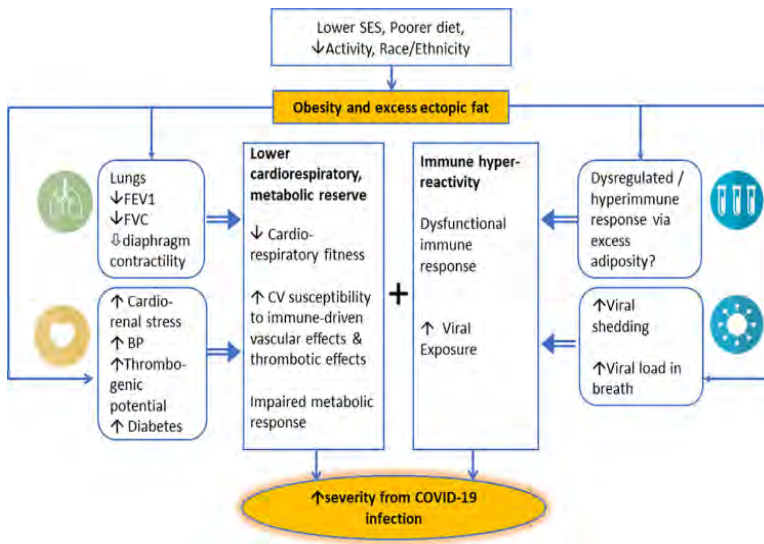 Lower SES, Poorer diet,
↓Activity, Race/Ethnicity
Obesity and excess ectopic fat
Lungs
↓FEV1
↓FVC
⇩diaphragm
contractility
↑ Cardio-
renal stress
↑ BP
↑Thrombo-
genic
potential
↑ Diabetes
Lower
cardiorespiratory,
metabolic reserve
↓ Cardio-
respiratory fitness
↑ CV susceptibility
to immune-driven
vascular effects &
thrombotic effects
Impaired metabolic
response
+
Immune hyper-
reactivity
Dysfunctional
immune
response
↑ Viral
Exposure
Dysregulated /
hyperimmune
response via
excess
adiposity?
↑Viral
shedding
↑Viral load in
breath
↑severity from COVID-19
infection